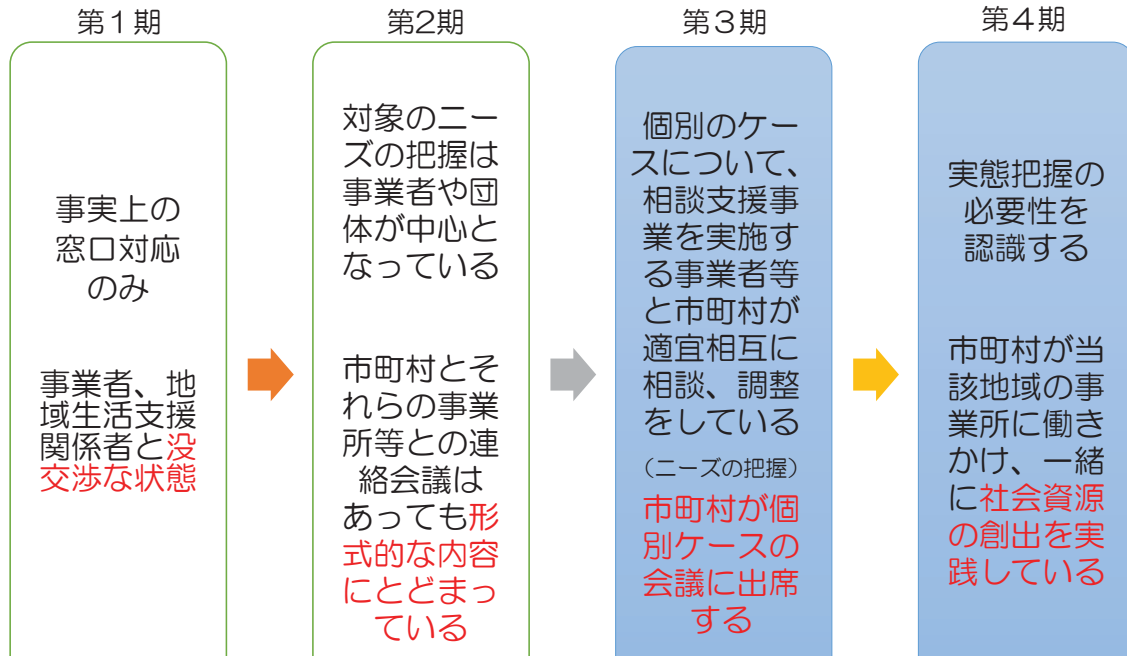 第１期
事実上の
窓口対応
のみ
事業者、地
域生活支援
関係者と没
交渉な状態
第2期
対象のニー
ズの把握は
事業者や団
体が中心と
なっている
市町村とそ
れらの事業
所等との連
絡会議は
あっても形
式的な内容
にとどまっ
ている
第３期
個別のケー
スについて、
相談支援事
業を実施す
る事業者等
と市町村が
適宜相互に
相談、調整
をしている
（ニーズの把握）
市町村が個
別ケースの
会議に出席
する
第４期
実態把握の
必要性を
認識する
市町村が当
該地域の事
業所に働き
かけ、一緒
に社会資源
の創出を実
践している